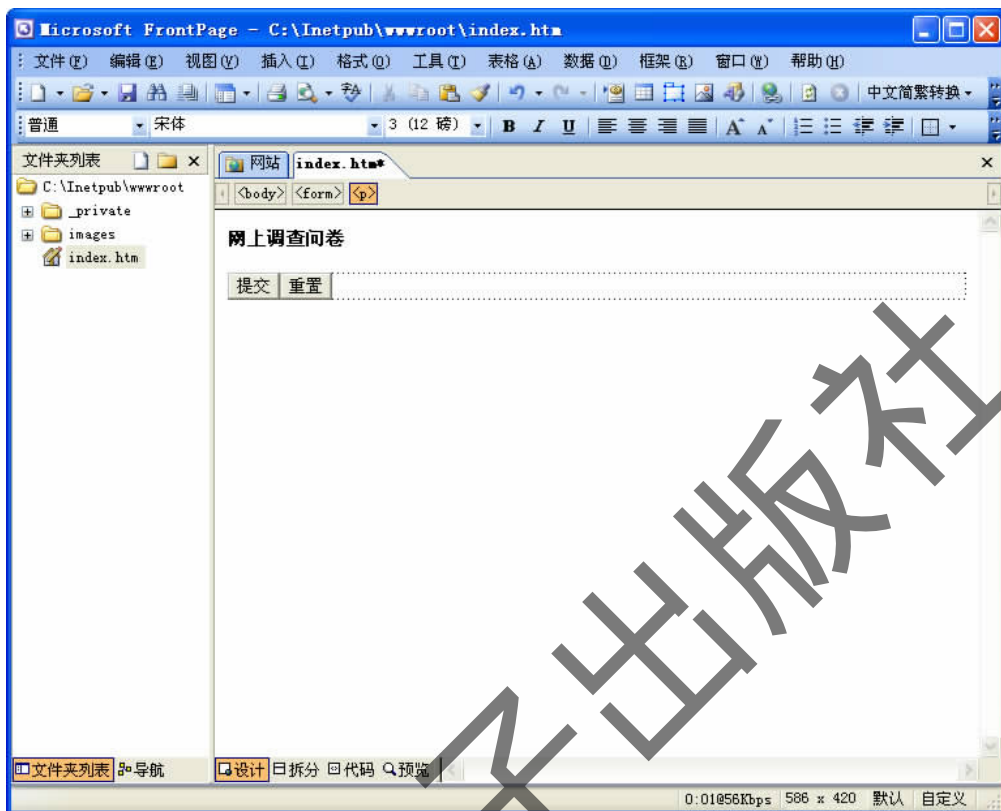 Microsoft FrontPage - C:\Inetpub\wwwroot\index.htm
文件(F) 编辑(E) 视图(V) 插入(I) 格式(O) 工具(T) 表格(A) 数据(D) 框架(R) 窗口(W) 帮助(H)
中文简繁转换
普通 宋体 3 (12 磅) B I U A A
文件夹列表 网站 index.htm*
C:\Inetpub\wwwroot <body> <form> <p>
_private
images
index.htm
网上调查问卷
提交 重置
子出版社
文件夹列表 导航 设计 拆分 代码 预览
0:01@56Kbps 586 x 420 默认 自定义